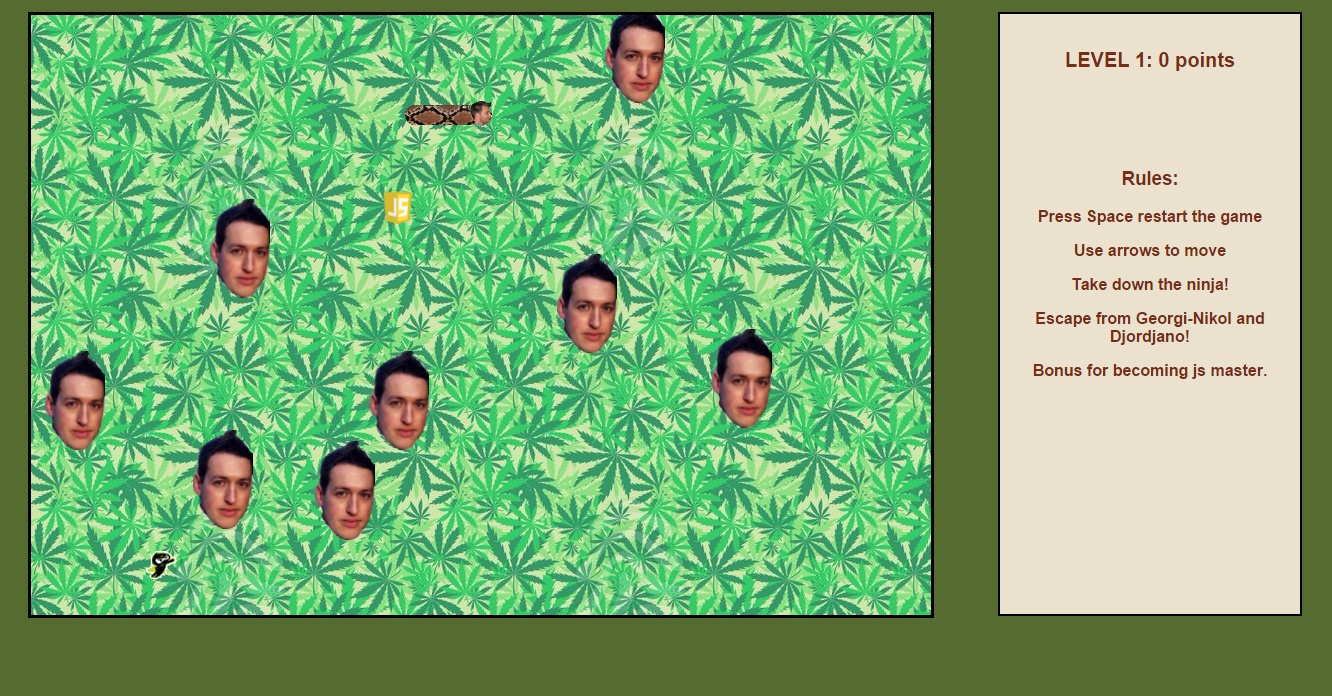 JS
LEVEL 1: 0 points
Rules:
Press Space restart the game
Use arrows to move
Take down the ninja!
Escape from Georgi-Nikol and
Djordjano!
Bonus for becoming js master.